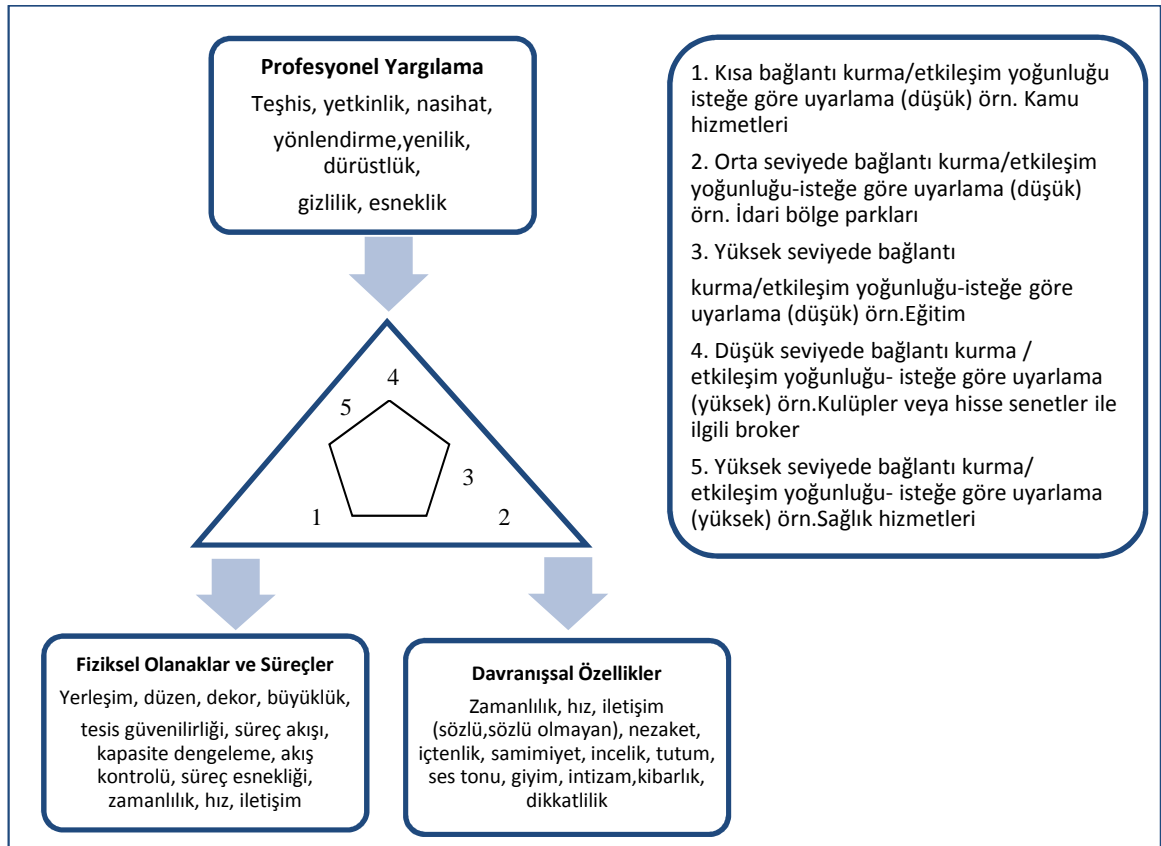 Profesyonel Yargılama
Teşhis, yetkinlik, nasihat,
yönlendirme,yenilik,
dürüstlük,
gizlilik, esneklik
1. Kısa bağlantı kurma/etkileşim yoğunluğu
isteğe göre uyarlama (düşük) örn. Kamu
hizmetleri
2. Orta seviyede bağlantı kurma/etkileşim
yoğunluğu-isteğe göre uyarlama (düşük)
örn. İdari bölge parkları
3. Yüksek seviyede bağlantı
kurma/etkileşim yoğunluğu-isteğe göre
uyarlama (düşük) örn.Eğitim
4. Düşük seviyede bağlantı kurma /
etkileşim yoğunluğu- isteğe göre uyarlama
(yüksek) örn.Kulüpler veya hisse senetler ile
ilgili broker
5. Yüksek seviyede bağlantı kurma/
etkileşim yoğunluğu- isteğe göre uyarlama
(yüksek) örn.Sağlık hizmetleri
4
5
3
1
2
Fiziksel Olanaklar ve Süreçler
Yerleşim, düzen, dekor, büyüklük,
tesis güvenilirliği, süreç akışı,
kapasite dengeleme, akış
kontrolü, süreç esnekliği,
zamanlılık, hız, iletişim
Davranışsal Özellikler
Zamanlılık, hız, iletişim
(sözlü,sözlü olmayan), nezaket,
içtenlik, samimiyet, incelik, tutum,
ses tonu, giyim, intizam,kibarlık,
dikkatlilik